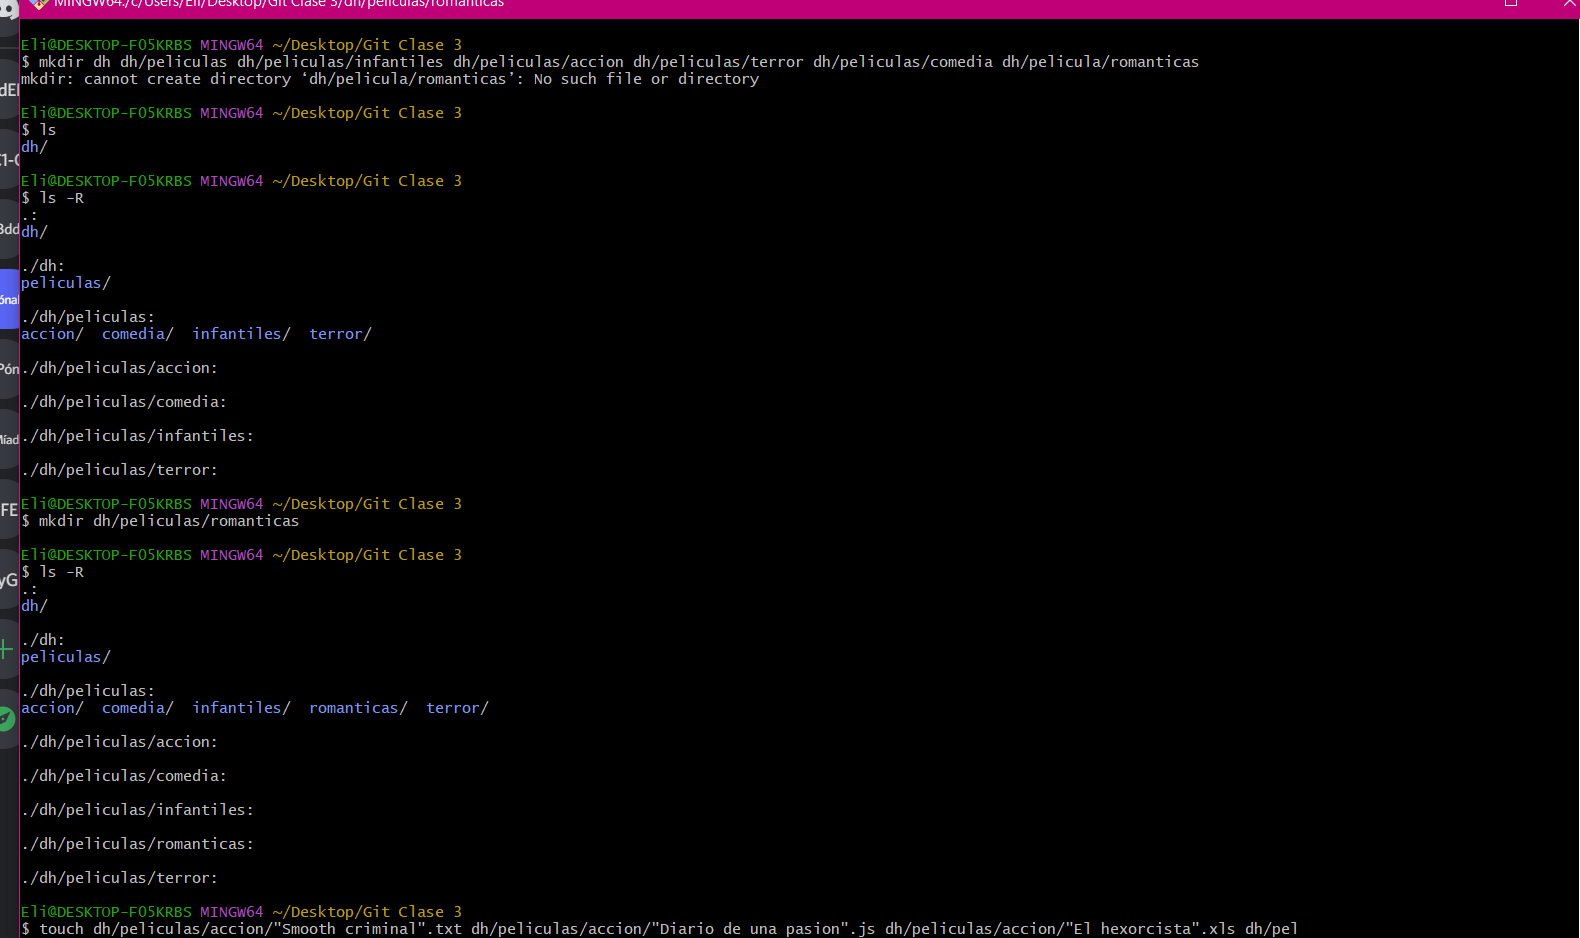 MINGW64:/c/Users/Eli/Desktop/Git Clase 3/dh/peliculas/romanticas
Eli@DESKTOP-F05KRBS MINGW64 ~/Desktop/Git Clase 3
$ mkdir dh dh/peliculas dh/peliculas/infantiles dh/peliculas/accion dh/peliculas/terror dh/peliculas/comedia dh/pelicula/romanticas
mkdir: cannot create directory ‘dh/pelicula/romanticas’: No such file or directory
Eli@DESKTOP-F05KRBS MINGW64 ~/Desktop/Git Clase 3
$ ls
dh/
Eli@DESKTOP-F05KRBS MINGW64 ~/Desktop/Git Clase 3
$ ls -R
.:
dh/
./dh:
peliculas/
./dh/peliculas:
accion/  comedia/  infantiles/  terror/
./dh/peliculas/accion:
./dh/peliculas/comedia:
./dh/peliculas/infantiles:
./dh/peliculas/terror:
Eli@DESKTOP-F05KRBS MINGW64 ~/Desktop/Git Clase 3
$ mkdir dh/peliculas/romanticas
Eli@DESKTOP-F05KRBS MINGW64 ~/Desktop/Git Clase 3
$ ls -R
.:
dh/
./dh:
peliculas/
./dh/peliculas:
accion/  comedia/  infantiles/  romanticas/  terror/
./dh/peliculas/accion:
./dh/peliculas/comedia:
./dh/peliculas/infantiles:
./dh/peliculas/romanticas:
./dh/peliculas/terror:
Eli@DESKTOP-F05KRBS MINGW64 ~/Desktop/Git Clase 3
$ touch dh/peliculas/accion/"Smooth criminal".txt dh/peliculas/accion/"Diario de una pasion".js dh/peliculas/accion/"El hexorcista".xls dh/pel